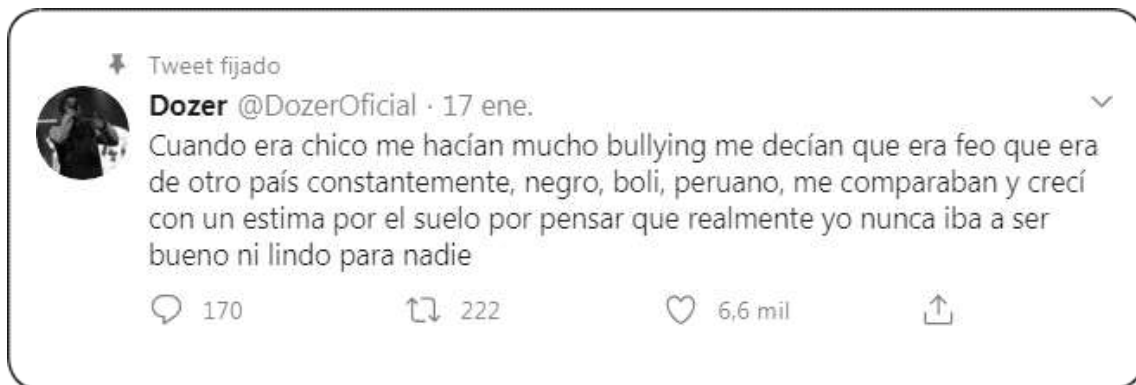 Tweet fijado
Dozer @DozerOficial · 17 ene.
Cuando era chico me hacían mucho bullying me decían que era feo que era
de otro país constantemente, negro, boli, peruano, me comparaban y crecí
con un estima por el suelo por pensar que realmente yo nunca iba a ser
bueno ni lindo para nadie
170 222 6,6 mil